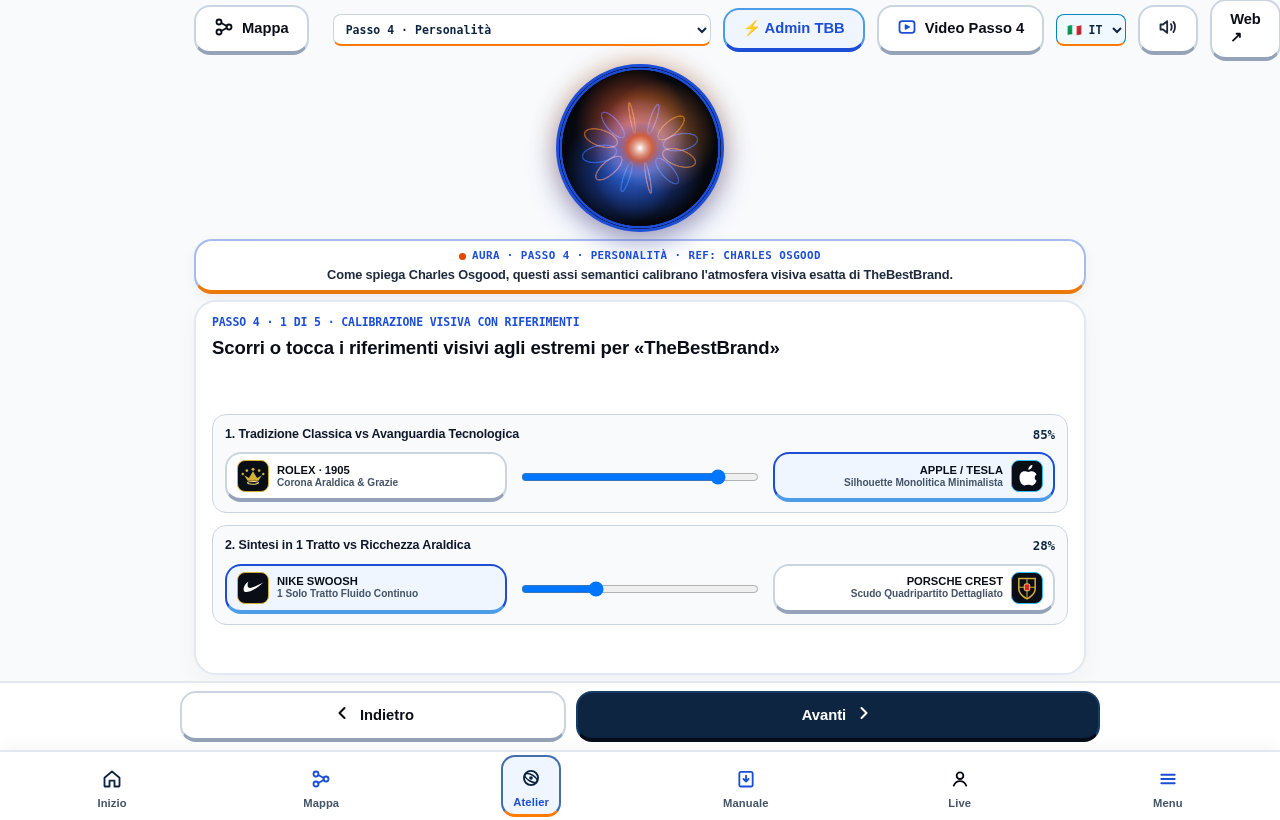 Mappa
Passo 4 · Personalità
⚡ Admin TBB
Video Passo 4
🇮🇹 IT
Web ↗
AURA · PASSO 4 · PERSONALITÀ · REF: CHARLES OSGOOD
Come spiega Charles Osgood, questi assi semantici calibrano l'atmosfera visiva esatta di TheBestBrand.
PASSO 4 · 1 DI 5 · CALIBRAZIONE VISIVA CON RIFERIMENTI
Scorri o tocca i riferimenti visivi agli estremi per «TheBestBrand»
1. Tradizione Classica vs Avanguardia Tecnologica
85%
ROLEX · 1905
Corona Araldica & Grazie
APPLE / TESLA
Silhouette Monolitica Minimalista
2. Sintesi in 1 Tratto vs Ricchezza Araldica
28%
NIKE SWOOSH
1 Solo Tratto Fluido Continuo
PORSCHE CREST
Scudo Quadripartito Dettagliato
Indietro
Avanti
Inizio
Mappa
Atelier
Manuale
Live
Menu